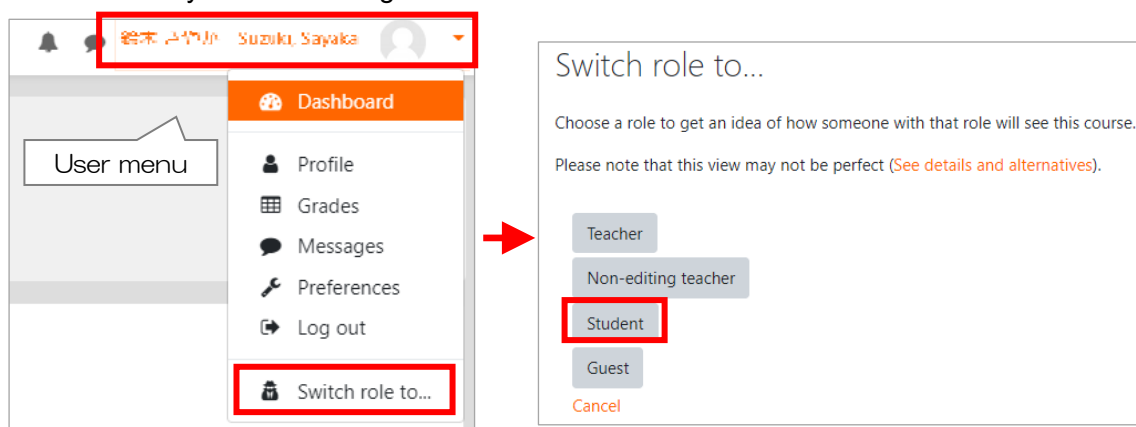 Suzuki, Sayaka
Dashboard
User menu
Profile
Grades
Messages
Preferences
Log out
Switch role to...
Switch role to...
Choose a role to get an idea of how someone with that role will see this course.
Please note that this view may not be perfect (See details and alternatives).
Teacher
Non-editing teacher
Student
Guest
Cancel